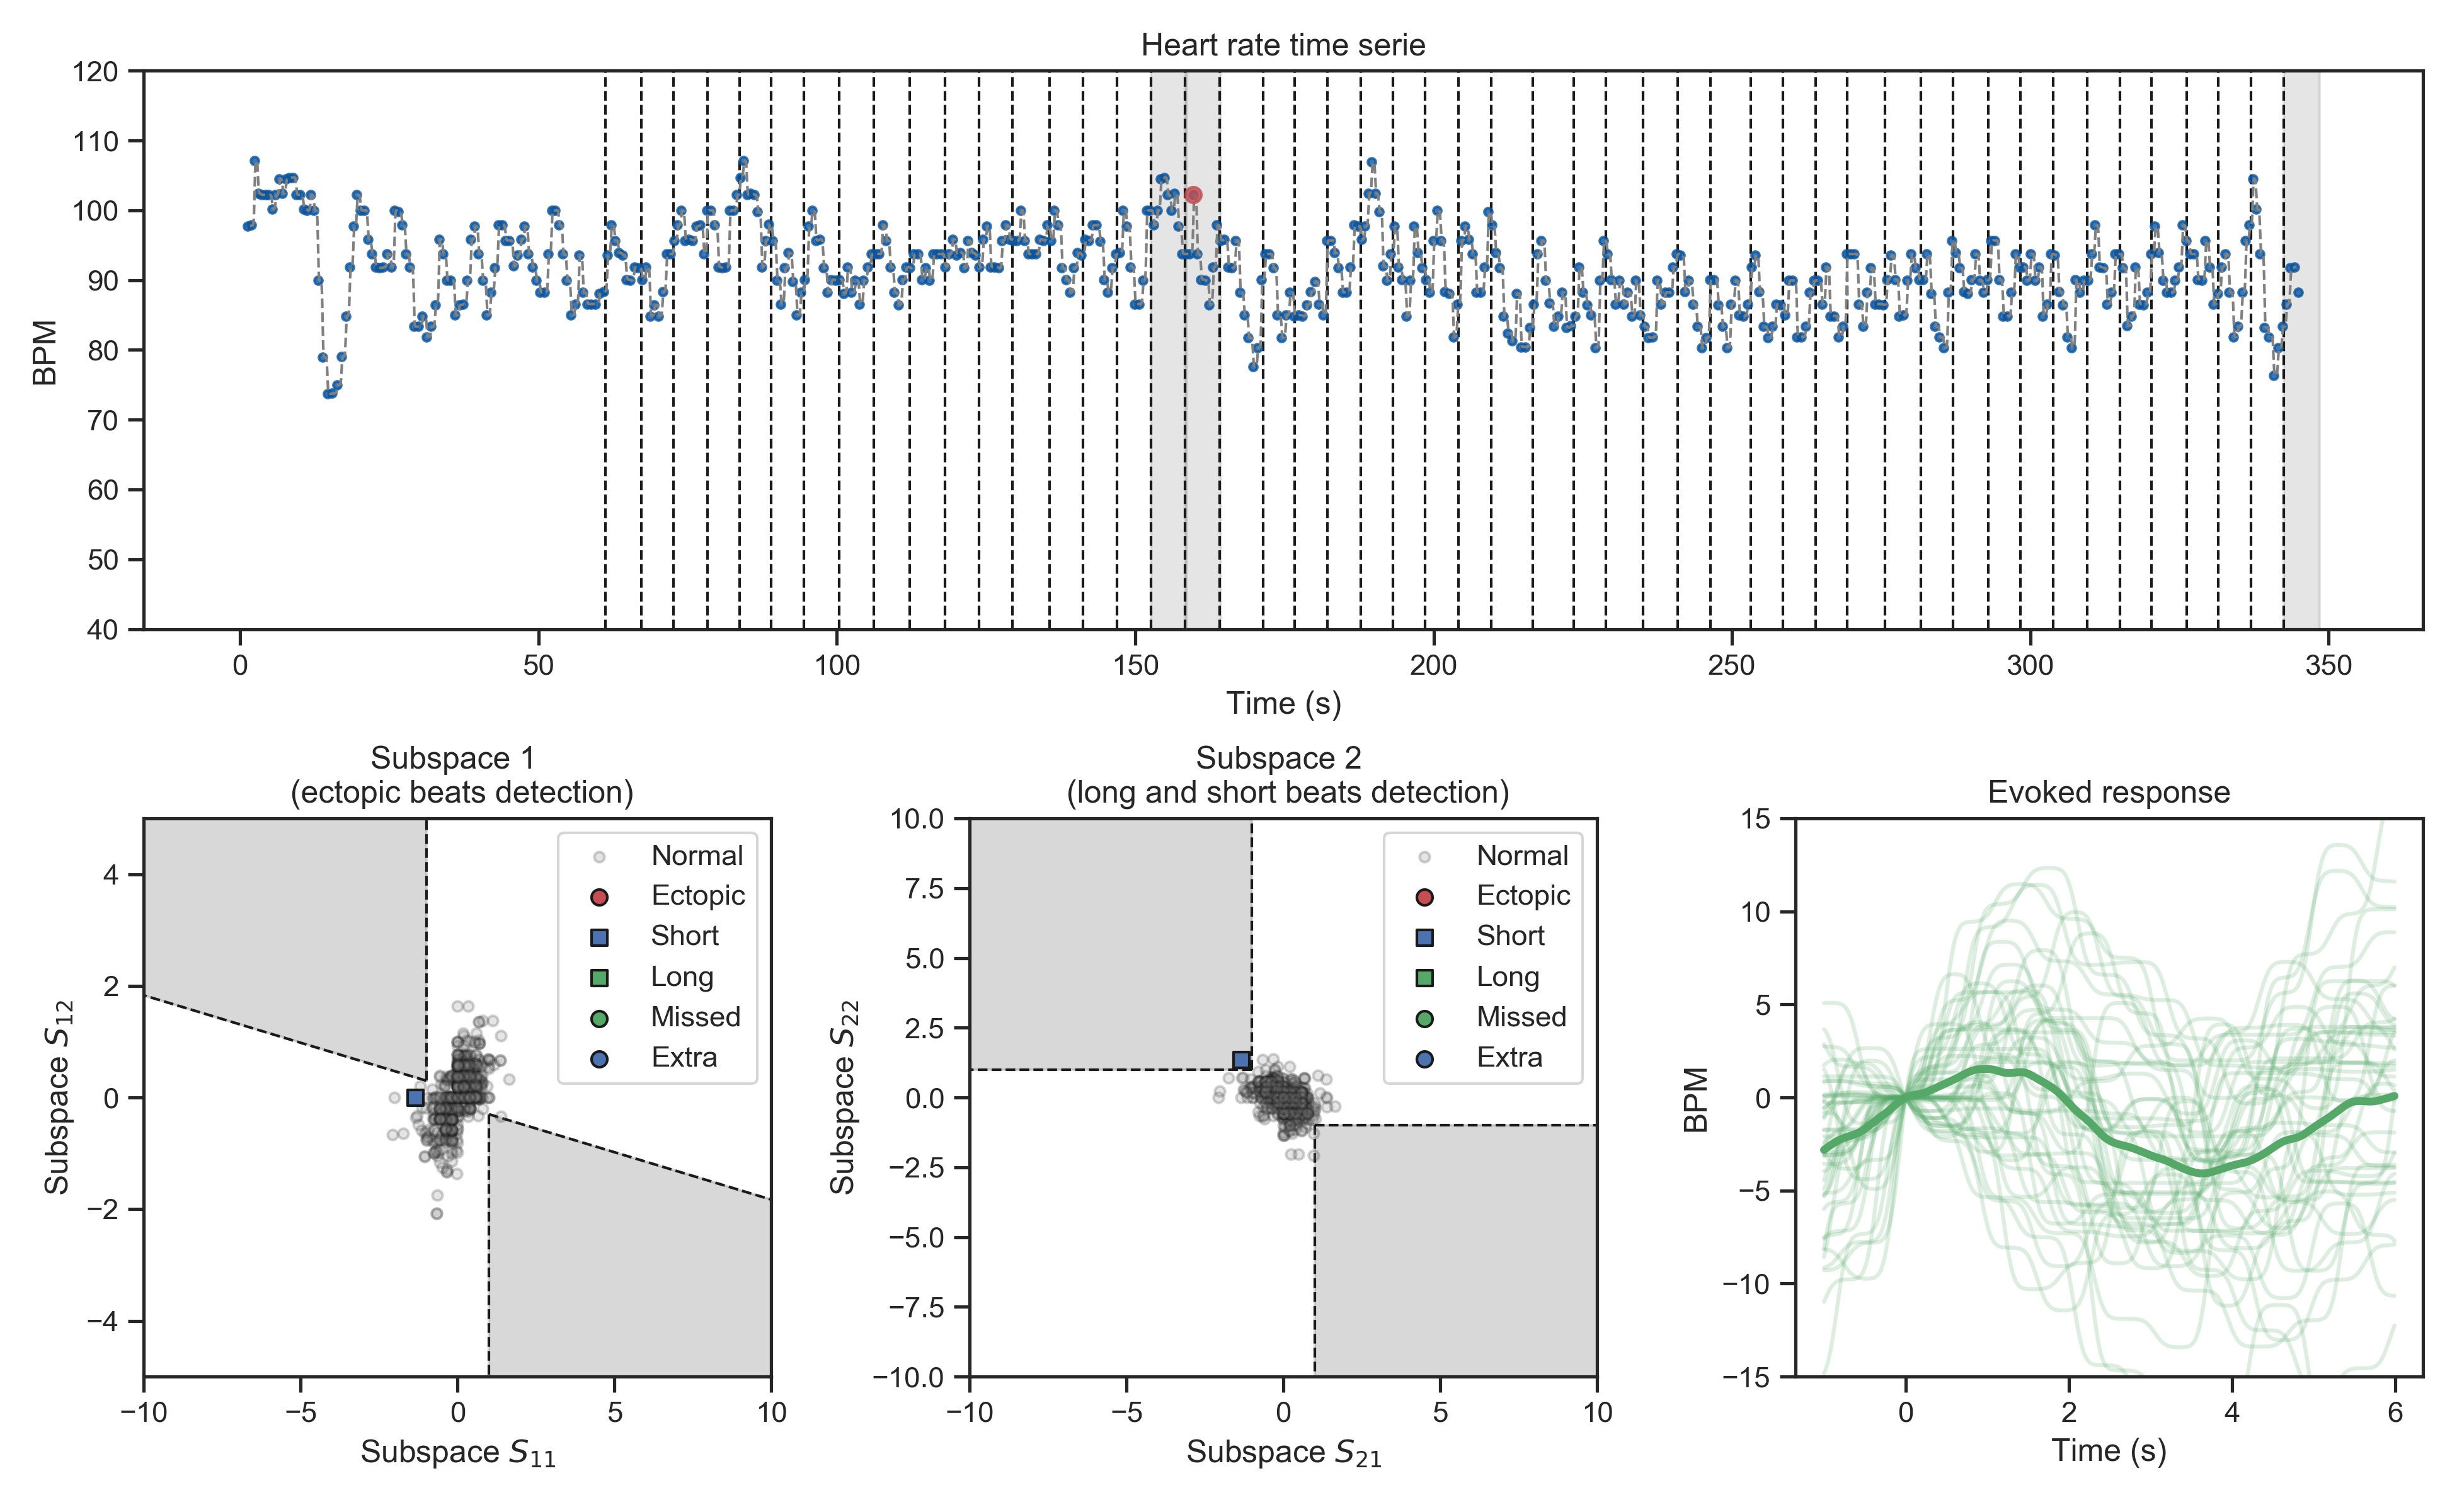 Heart rate time serie
120
110
100
90
80
70
60
50
40
BPM
0 50 100 150 200 250 300 350
Time (s)
Subspace 1
(ectopic beats detection)
4
2
0
−2
−4
Subspace S12
−10 −5 0 5 10
Subspace S11
Normal
Ectopic
Short
Long
Missed
Extra
Subspace 2
(long and short beats detection)
10.0
7.5
5.0
2.5
0.0
−2.5
−5.0
−7.5
−10.0
Subspace S22
−10 −5 0 5 10
Subspace S21
Normal
Ectopic
Short
Long
Missed
Extra
Evoked response
15
10
5
0
−5
−10
−15
BPM
0 2 4 6
Time (s)